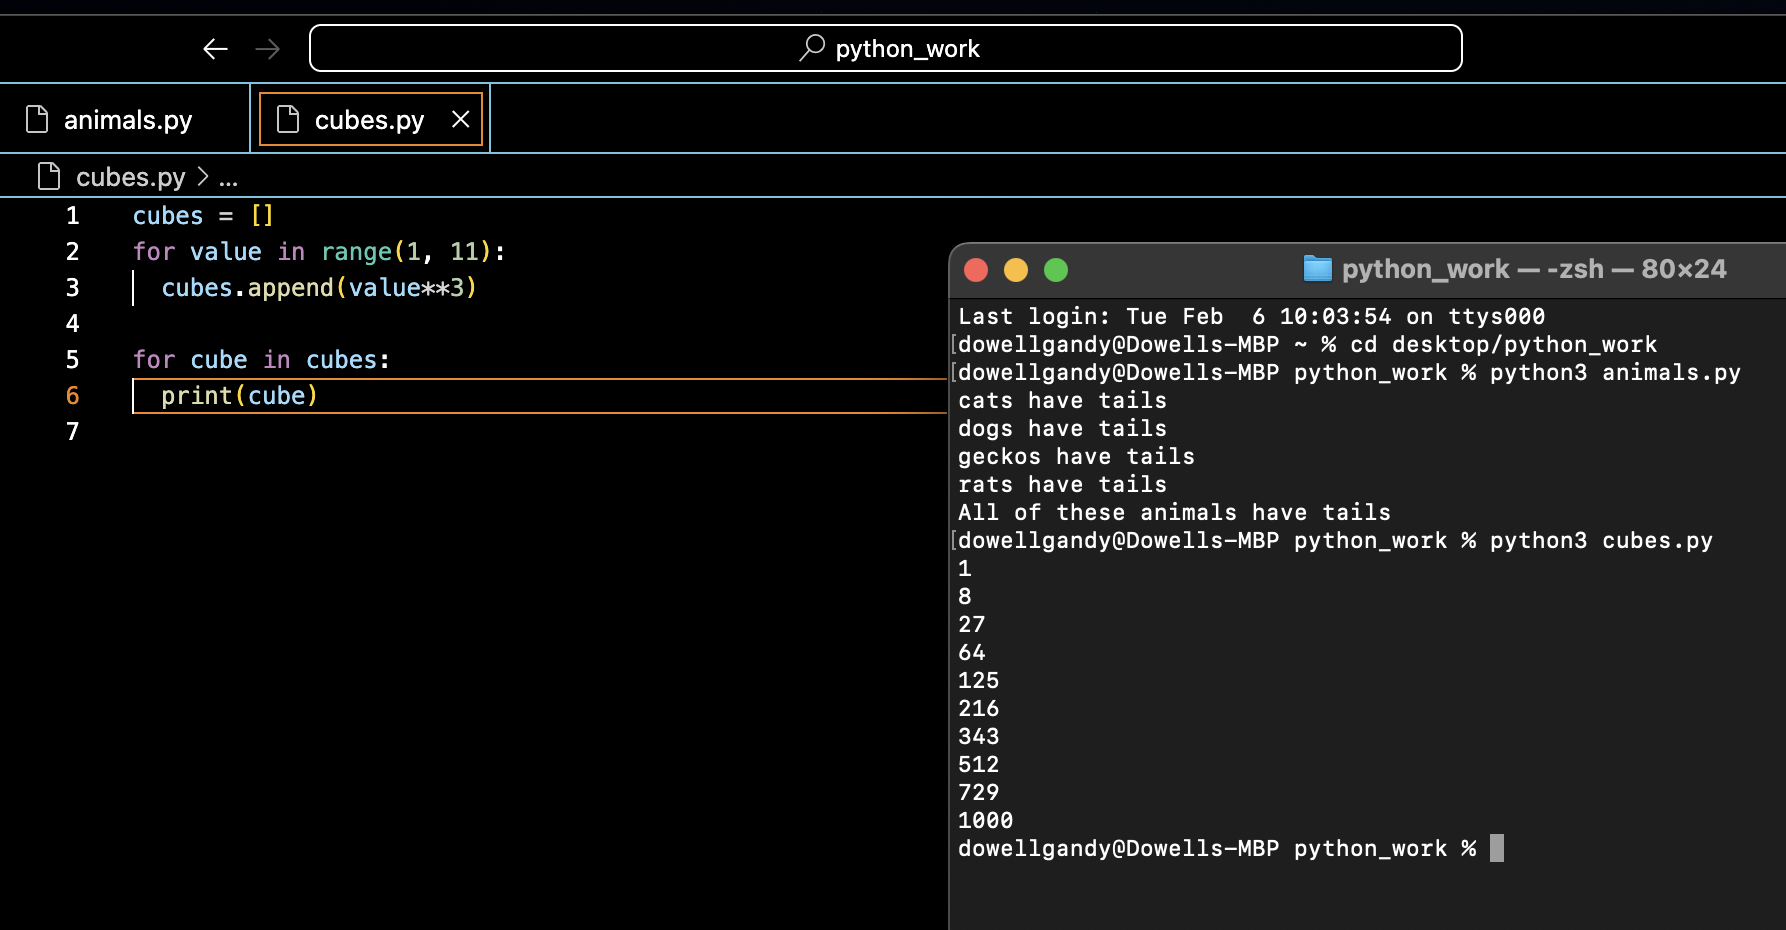 python_work
animals.py
cubes.py
cubes.py > ...
1 cubes = []
2 for value in range(1, 11):
3   cubes.append(value**3)
4
5 for cube in cubes:
6   print(cube)
7
python_work — -zsh — 80×24
Last login: Tue Feb  6 10:03:54 on ttys000
[dowellgandy@Dowells-MBP ~ % cd desktop/python_work
[dowellgandy@Dowells-MBP python_work % python3 animals.py
cats have tails
dogs have tails
geckos have tails
rats have tails
All of these animals have tails
[dowellgandy@Dowells-MBP python_work % python3 cubes.py
1
8
27
64
125
216
343
512
729
1000
dowellgandy@Dowells-MBP python_work %